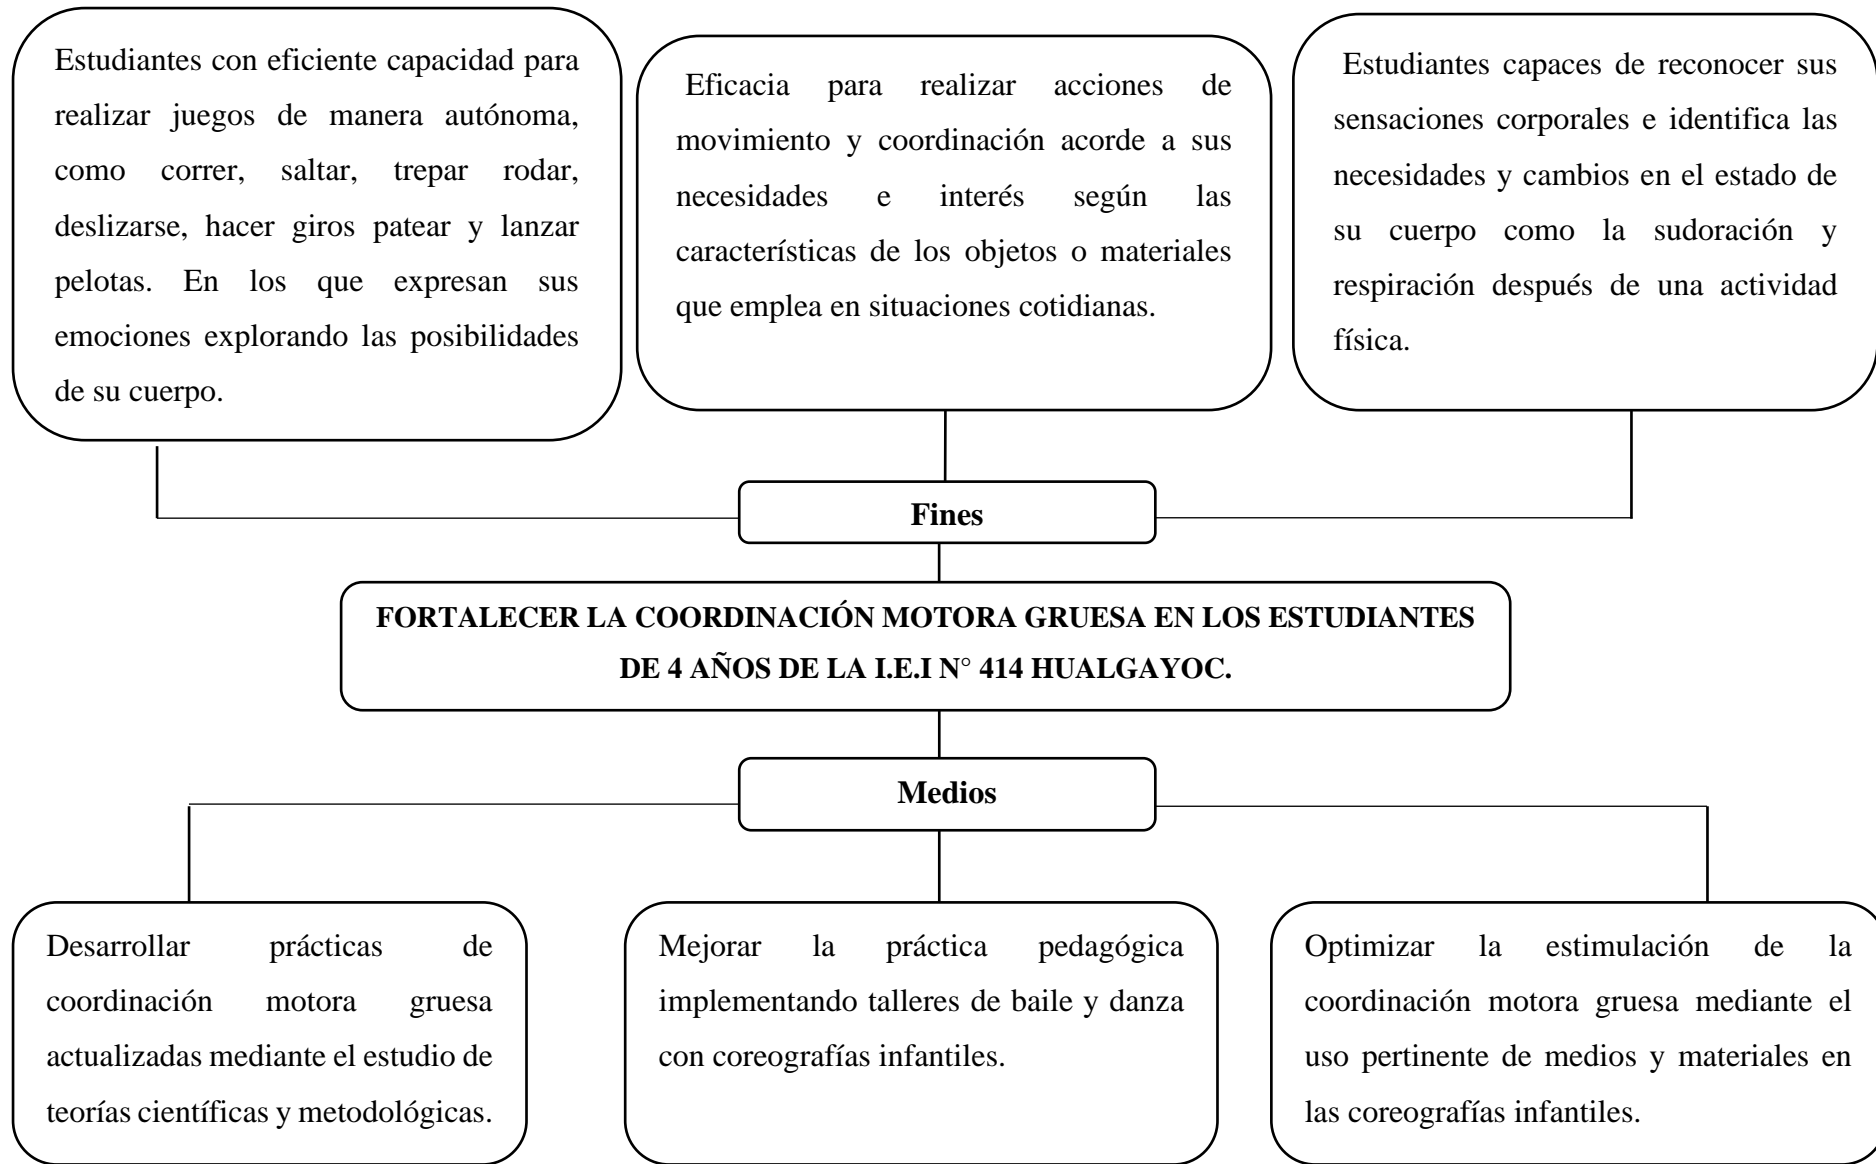 Estudiantes con eficiente capacidad para
realizar juegos de manera autónoma,
como correr, saltar, trepar rodar,
deslizarse, hacer giros patear y lanzar
pelotas. En los que expresan sus
emociones explorando las posibilidades
de su cuerpo.
Eficacia para realizar acciones de
movimiento y coordinación acorde a sus
necesidades e interés según las
características de los objetos o materiales
que emplea en situaciones cotidianas.
Estudiantes capaces de reconocer sus
sensaciones corporales e identifica las
necesidades y cambios en el estado de
su cuerpo como la sudoración y
respiración después de una actividad
física.
Fines
FORTALECER LA COORDINACIÓN MOTORA GRUESA EN LOS ESTUDIANTES
DE 4 AÑOS DE LA I.E.I N° 414 HUALGAYOC.
Medios
Desarrollar prácticas de
coordinación motora gruesa
actualizadas mediante el estudio de
teorías científicas y metodológicas.
Mejorar la práctica pedagógica
implementando talleres de baile y danza
con coreografías infantiles.
Optimizar la estimulación de la
coordinación motora gruesa mediante el
uso pertinente de medios y materiales en
las coreografías infantiles.